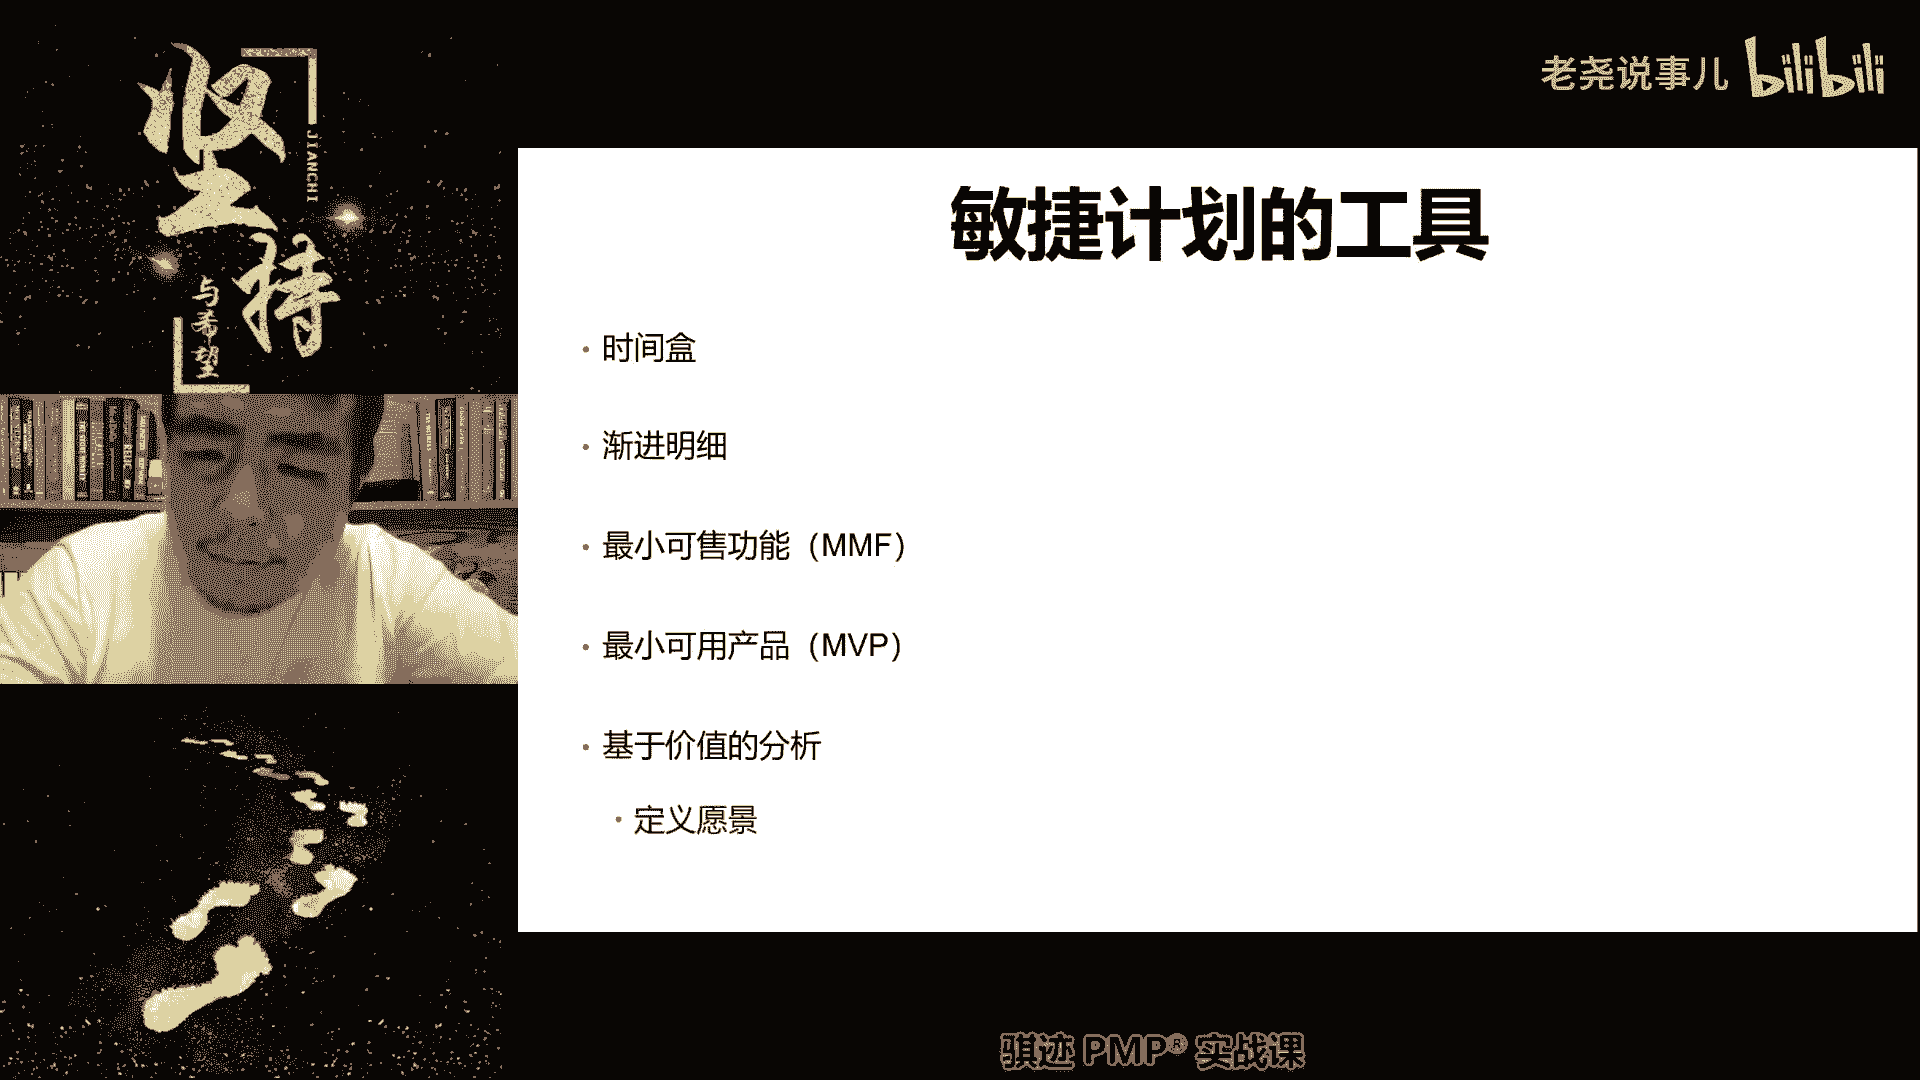 坚持
JIANCHI
与希望
老尧说事儿 bilibili
敏捷计划的工具
• 时间盒
• 渐进明细
• 最小可售功能（MMF）
• 最小可用产品（MVP）
• 基于价值的分析
• 定义愿景
骐迹 PMP® 实战课